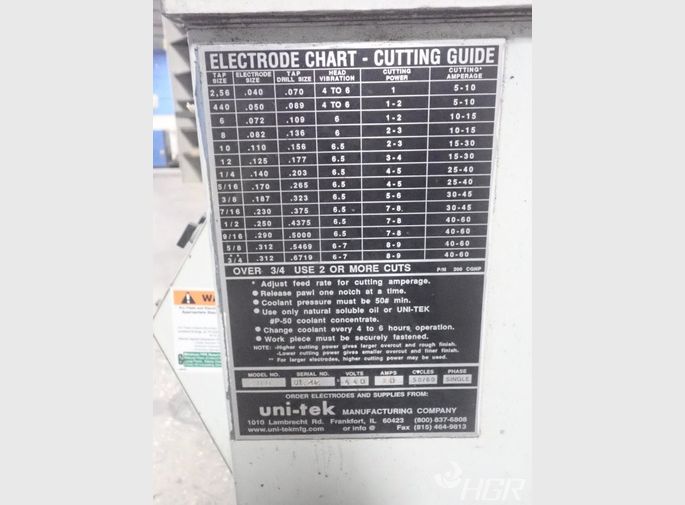 ELECTRODE CHART - CUTTING GUIDE
TAP SIZE ELECTRODE SIZE TAP DRILL SIZE HEAD VIBRATION CUTTING POWER CUTTING* AMPERAGE
2,56 .040 .070 4 TO 6 1 5-10
440 .050 .089 4 TO 6 1-2 5-10
6 .072 .109 6 1-2 10-15
8 .082 .136 6 2-3 10-15
10 .110 .156 6.5 2-3 15-30
12 .125 .177 6.5 3-4 15-30
1/4 .140 .203 6.5 4-5 25-40
5/16 .170 .265 6.5 4-5 25-40
3/8 .187 .323 6.5 5-6 30-45
7/16 .230 .375 6.5 7-8 30-45
1/2 .250 .4375 6.5 7-8 40-60
9/16 .290 .5000 6.5 7-8 40-60
5/8 .312 .5469 6-7 8-9 40-60
** 3/4 .312 .6719 6-7 8-9 40-60
OVER 3/4 USE 2 OR MORE CUTS P/N 200 CGNP
* Adjust feed rate for cutting amperage.
● Release pawl one notch at a time.
● Coolant pressure must be 50# min.
● Use only natural soluble oil or UNI-TEK
#P-50 coolant concentrate.
● Change coolant every 4 to 6 hours operation.
● Work piece must be securely fastened.
NOTE: -Higher cutting power gives larger overcut and rough finish.
-Lower cutting power gives smaller overcut and finer finish.
** For larger electrodes, higher cutting power may be used.
MODEL NO. SERIAL NO. VOLTS AMPS CYCLES PHASE
440 50/60 SINGLE
ORDER ELECTRODES AND SUPPLIES FROM:
uni-tek MANUFACTURING COMPANY
1010 Lambrecht Rd. Frankfort, IL 60423 (800) 837-6808
www.uni-tekmfg.com or info @ Fax (815) 464-9813
WA
HGR